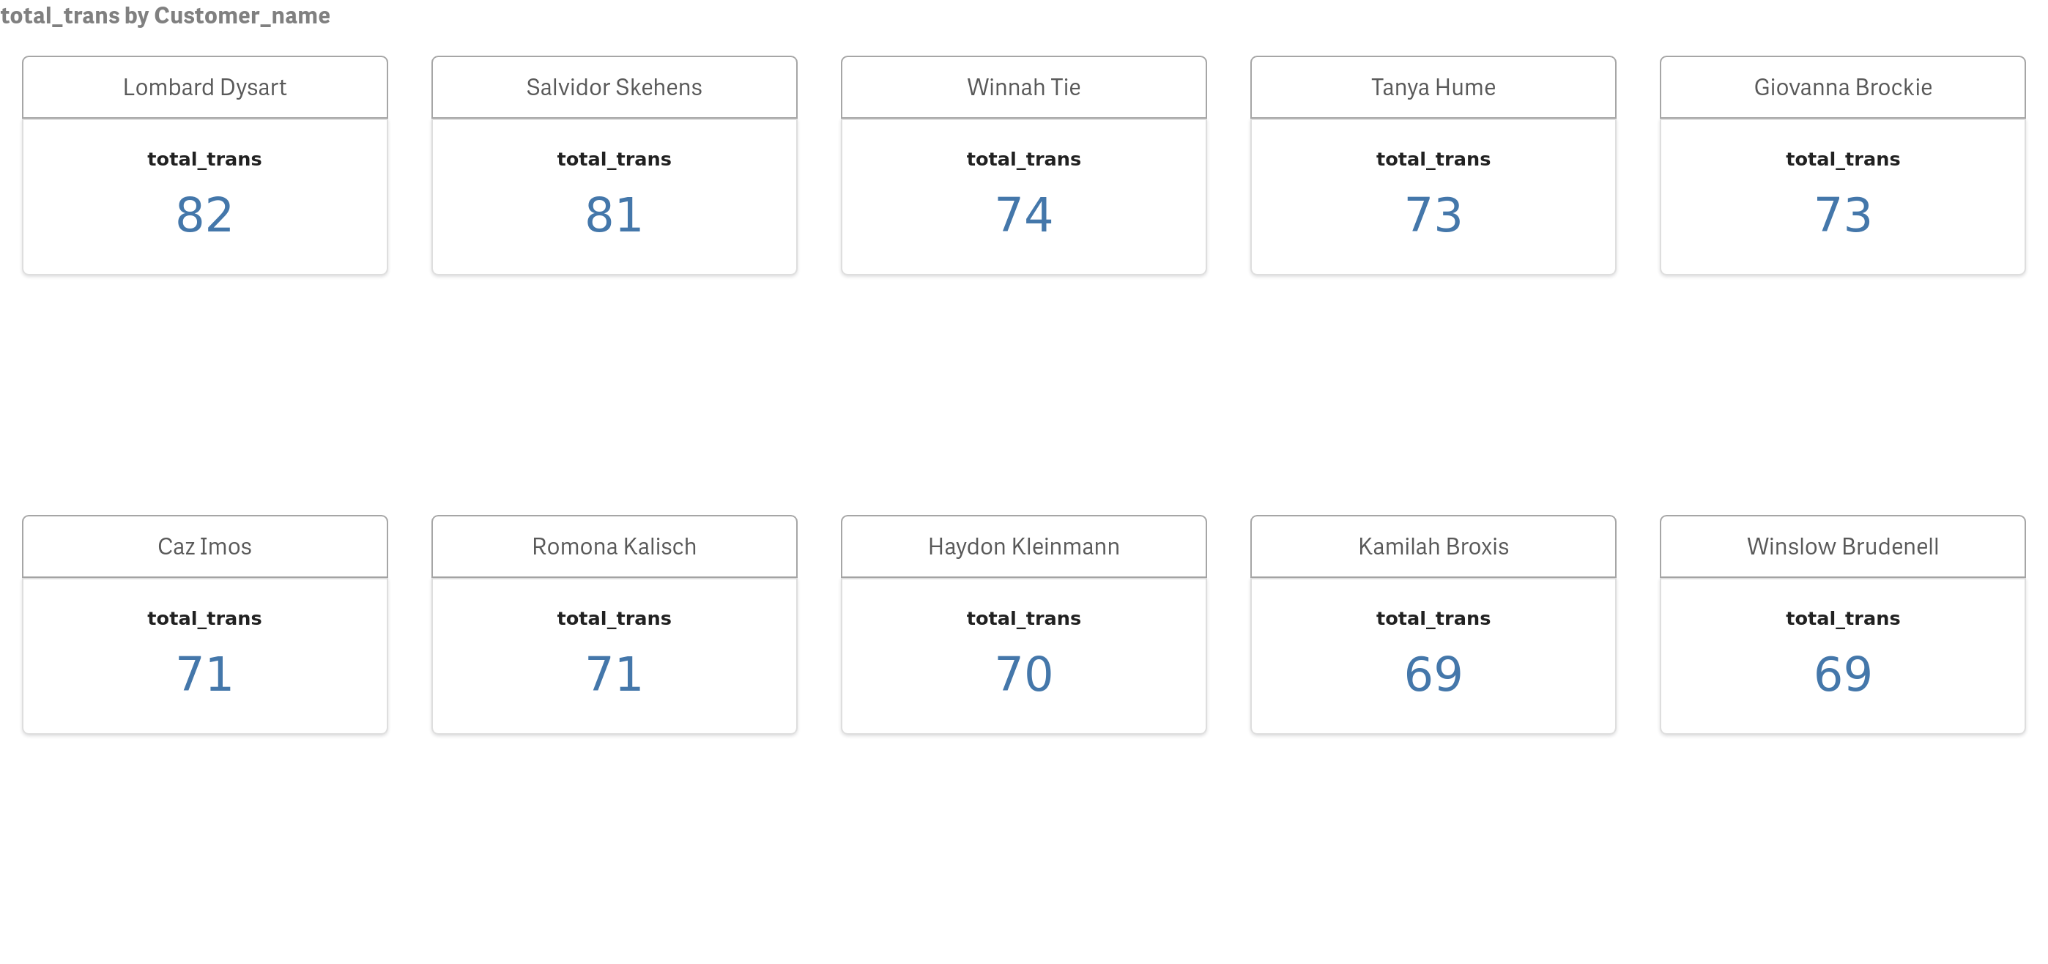 total_trans by Customer_name
Lombard Dysart
total_trans
82
Salvidor Skehens
total_trans
81
Winnah Tie
total_trans
74
Tanya Hume
total_trans
73
Giovanna Brockie
total_trans
73
Caz Imos
total_trans
71
Romona Kalisch
total_trans
71
Haydon Kleinmann
total_trans
70
Kamilah Broxis
total_trans
69
Winslow Brudenell
total_trans
69